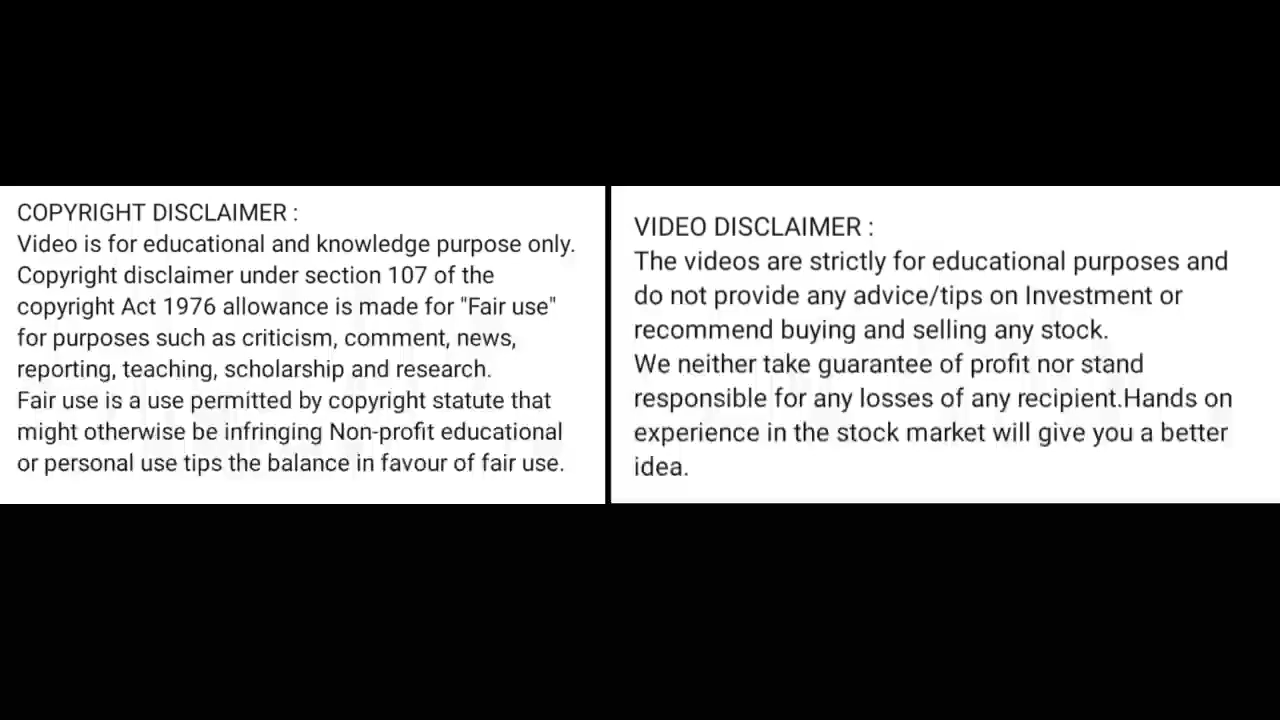 COPYRIGHT DISCLAIMER :
Video is for educational and knowledge purpose only.
Copyright disclaimer under section 107 of the
copyright Act 1976 allowance is made for "Fair use"
for purposes such as criticism, comment, news,
reporting, teaching, scholarship and research.
Fair use is a use permitted by copyright statute that
might otherwise be infringing Non-profit educational
or personal use tips the balance in favour of fair use.
VIDEO DISCLAIMER :
The videos are strictly for educational purposes and
do not provide any advice/tips on Investment or
recommend buying and selling any stock.
We neither take guarantee of profit nor stand
responsible for any losses of any recipient.Hands on
experience in the stock market will give you a better
idea.